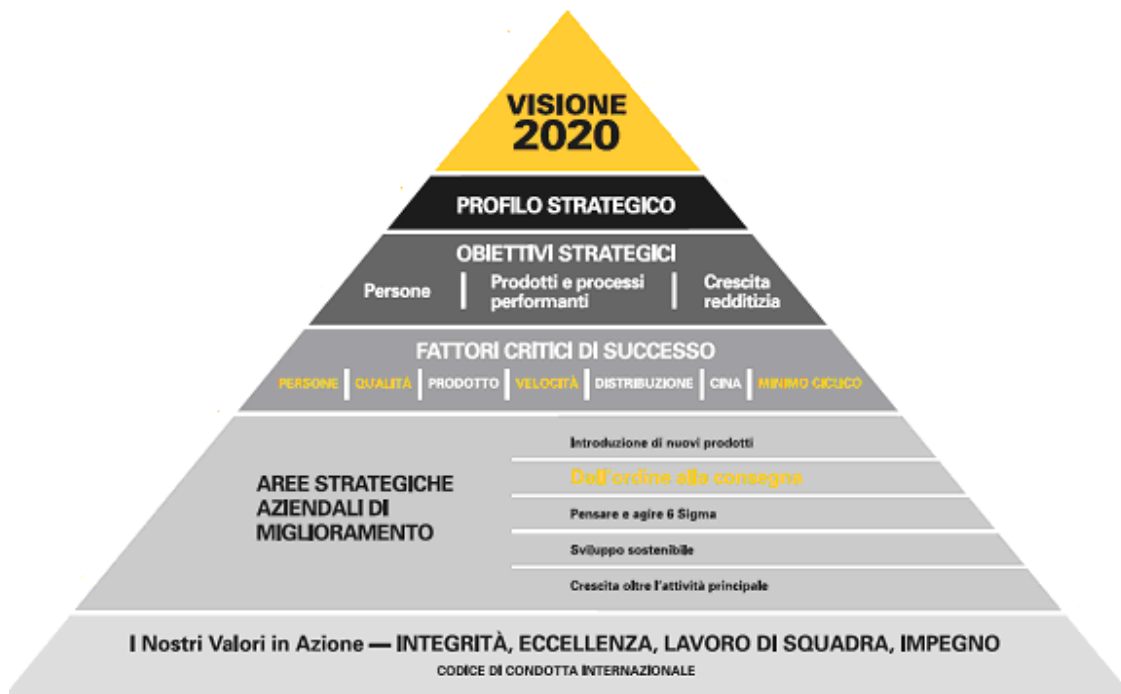 VISIONE
2020
PROFILO STRATEGICO
OBIETTIVI STRATEGICI
Persone
Prodotti e processi
performanti
Crescita
redditizia
FATTORI CRITICI DI SUCCESSO
PERSONE QUALITÀ PRODOTTO VELOCITÀ DISTRIBUZIONE CINA MINIMO CICLICO
AREE STRATEGICHE
AZIENDALI DI
MIGLIORAMENTO
Introduzione di nuovi prodotti
Dall'ordine alla consegna
Pensare e agire 6 Sigma
Sviluppo sostenibile
Crescita oltre l'attività principale
I Nostri Valori in Azione — INTEGRITÀ, ECCELLENZA, LAVORO DI SQUADRA, IMPEGNO
CODICE DI CONDOTTA INTERNAZIONALE